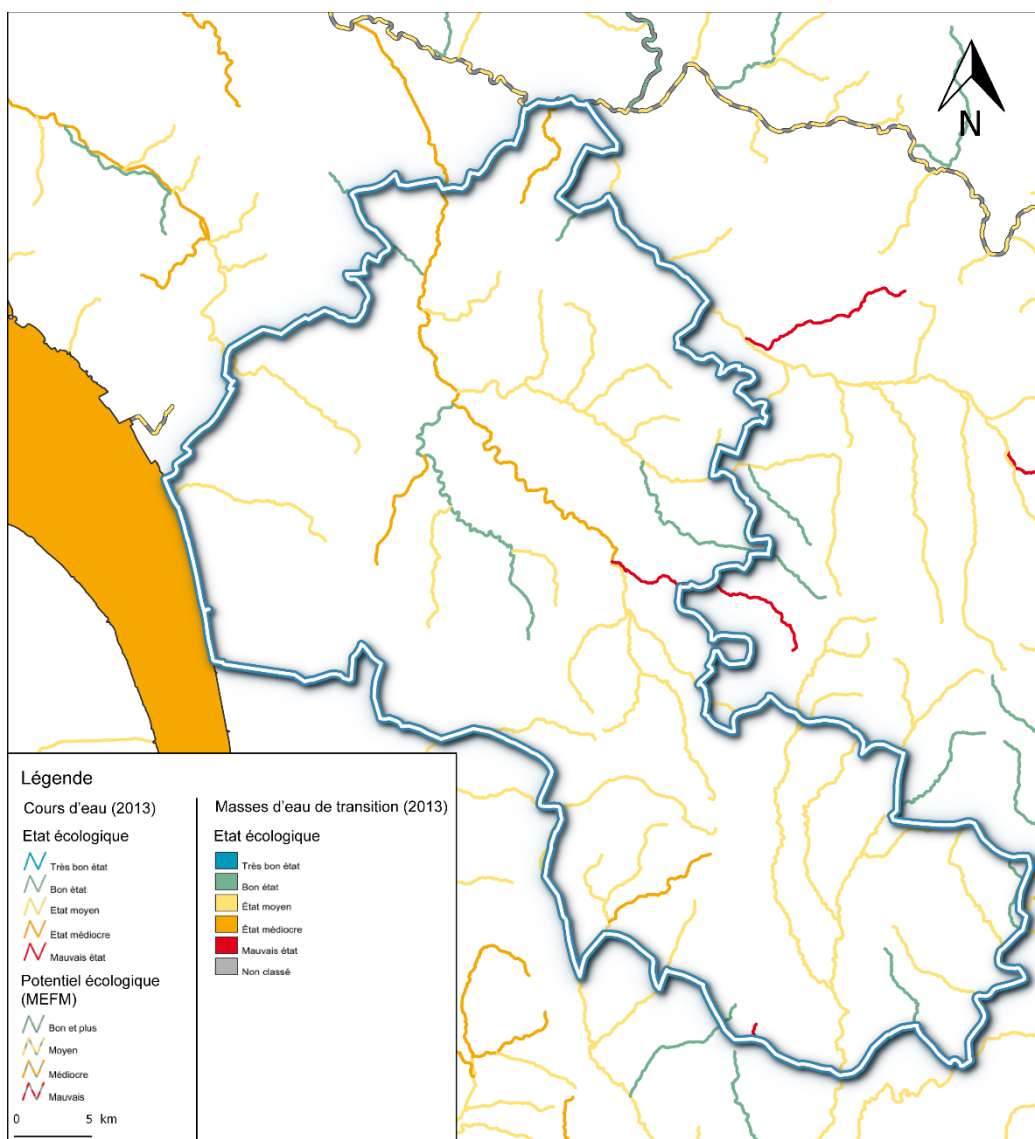 N
Légende
Cours d'eau (2013)
Etat écologique
Très bon état
Bon état
Etat moyen
Etat médiocre
Mauvais état
Potentiel écologique
(MEFM)
Bon et plus
Moyen
Médiocre
Mauvais
0 5 km
Masses d'eau de transition (2013)
Etat écologique
Très bon état
Bon état
État moyen
État médiocre
Mauvais état
Non classé